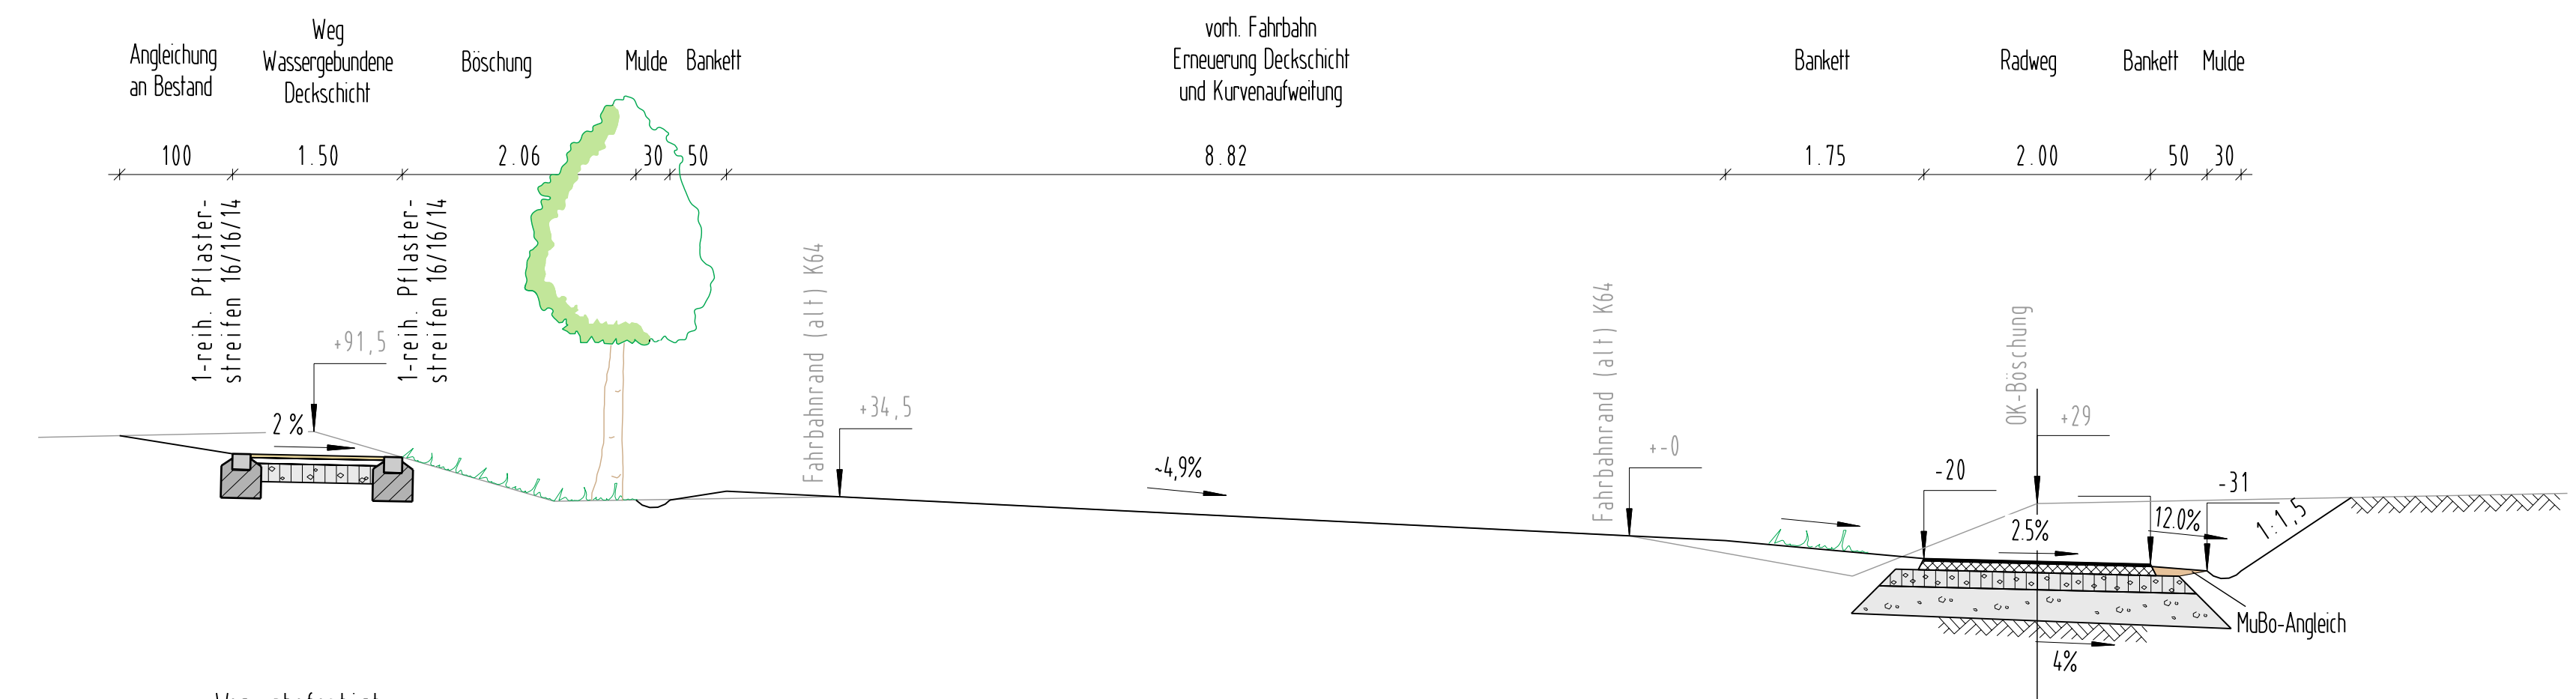 Angleichung
an Bestand
Weg
Wassergebundene
Deckschicht
Böschung
Mulde
Bankett
vorh. Fahrbahn
Erneuerung Deckschicht
und Kurvenaufweitung
Bankett
Radweg
Bankett
Mulde
100
1.50
2.06
30
50
8.82
1.75
2.00
50
30
1-reih. Pflaster-
streifen 16/16/14
1-reih. Pflaster-
streifen 16/16/14
+91,5
2 %
Fahrbahnrand (alt) K64
+34,5
~4,9%
Fahrbahnrand (alt) K64
+-0
-20
OK-Böschung
+29
2.5%
12.0%
-31
1:1,5
MuBo-Angleich
4%